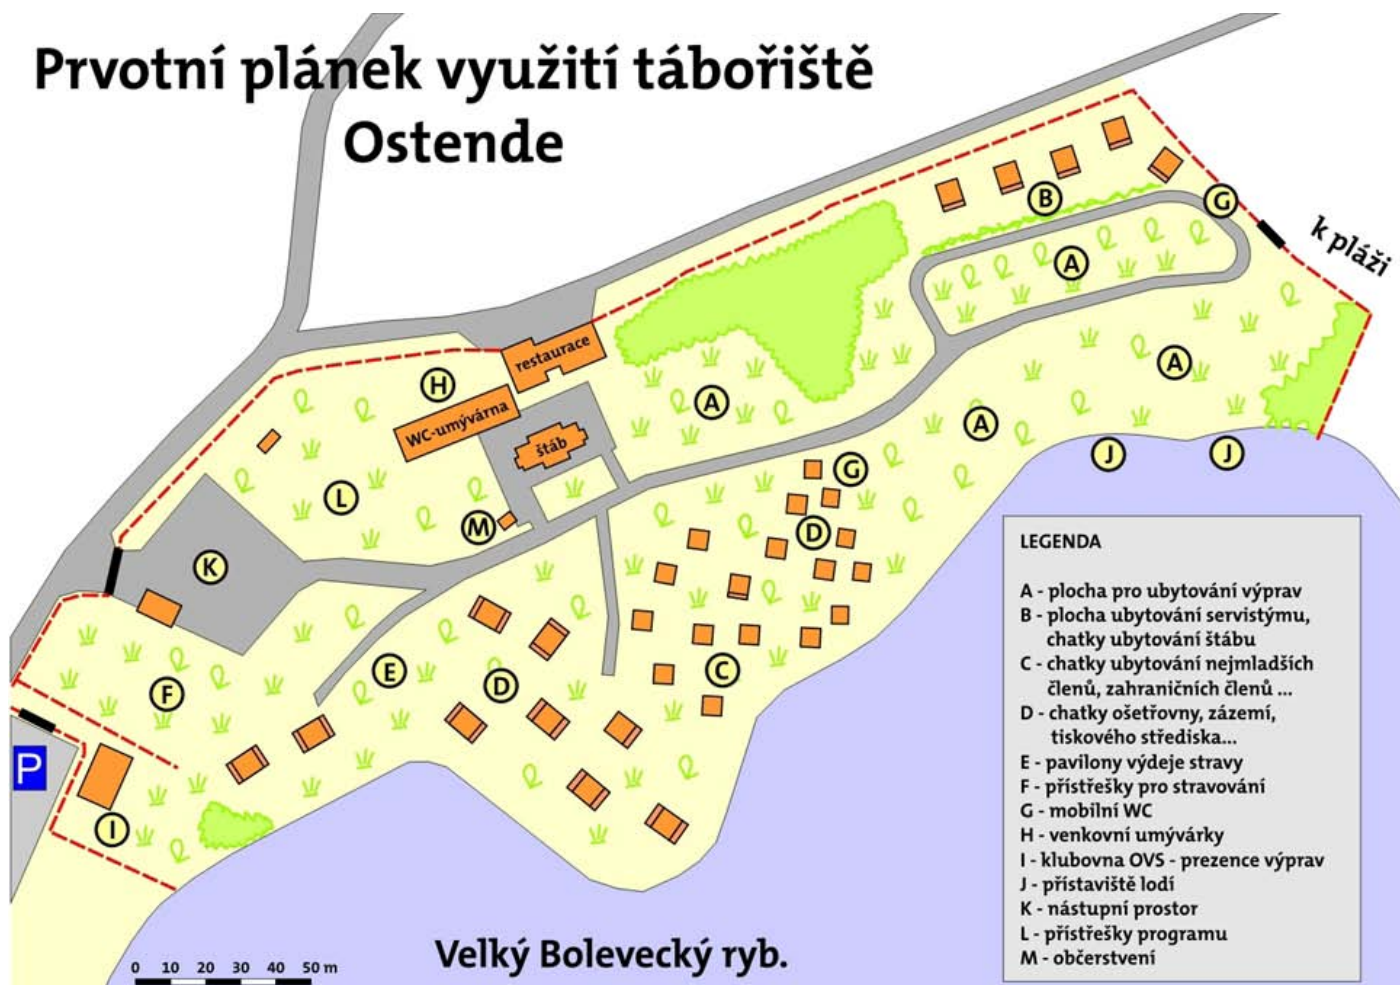 Prvotní plánek využití tábořiště
Ostende
B
G
k pláži
A
restaurace
H
WC-umývárna
A
A
štáb
A
J
J
G
L
M
D
K
E
D
C
F
P
I
LEGENDA
A - plocha pro ubytování výprav
B - plocha ubytování servistýmu,
chatky ubytování štábu
C - chatky ubytování nejmladších
členů, zahraničních členů ...
D - chatky ošetřovny, zázemí,
tiskového střediska...
E - pavilony výdeje stravy
F - přístřešky pro stravování
G - mobilní WC
H - venkovní umývárky
I - klubovna OVS - prezence výprav
J - přístaviště lodí
K - nástupní prostor
L - přístřešky programu
M - občerstvení
Velký Bolevecký ryb.
0 10 20 30 40 50 m